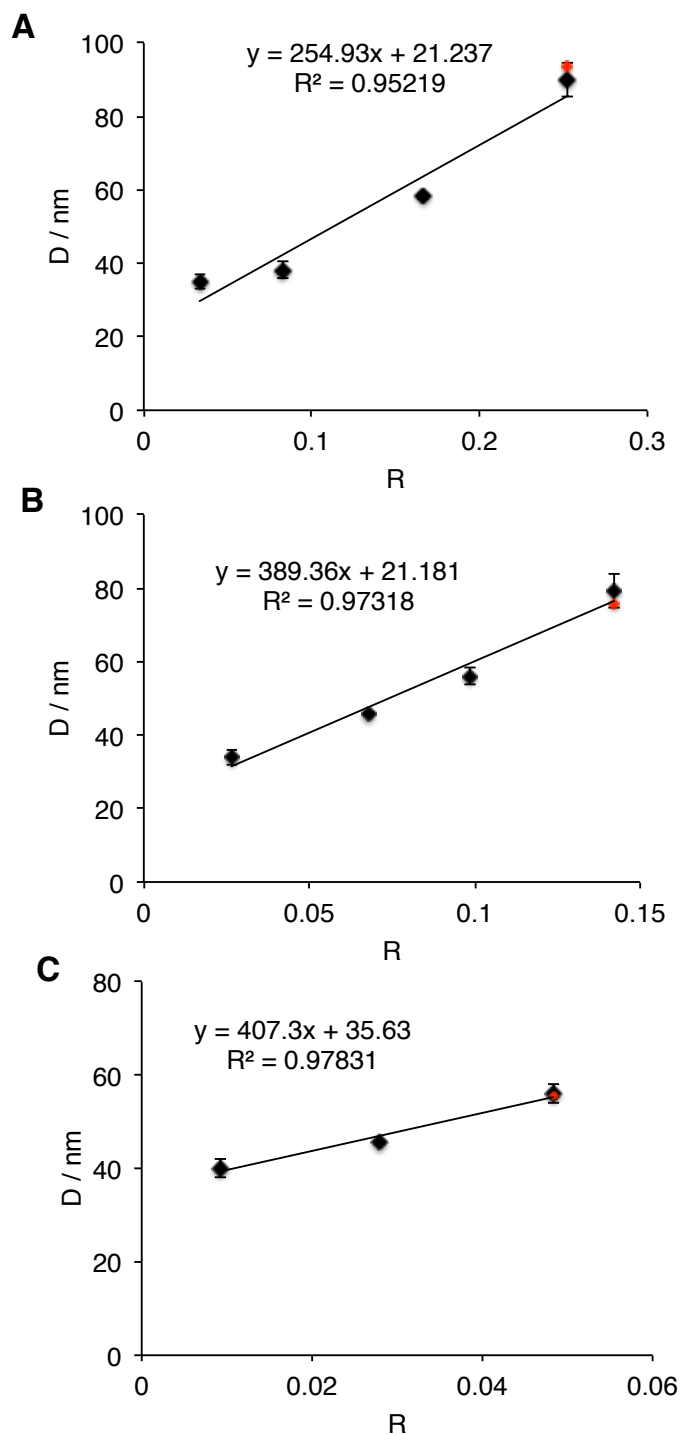 A
y = 254.93x + 21.237
R² = 0.95219
100
80
60
40
20
0
D / nm
0 0.1 0.2 0.3
R
B
y = 389.36x + 21.181
R² = 0.97318
100
80
60
40
20
0
D / nm
0 0.05 0.1 0.15
R
C
y = 407.3x + 35.63
R² = 0.97831
80
60
40
20
0
D / nm
0 0.02 0.04 0.06
R